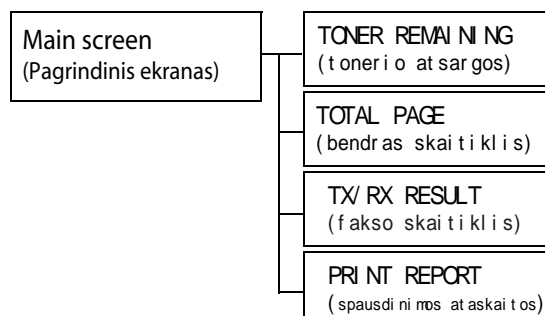 Main screen
(Pagrindinis ekranas)
TONER REMAINING
(tonerio atsargos)
TOTAL PAGE
(bendras skaitiklis)
TX/RX RESULT
(fakso skaitiklis)
PRINT REPORT
(spausdinimos ataskaitos)